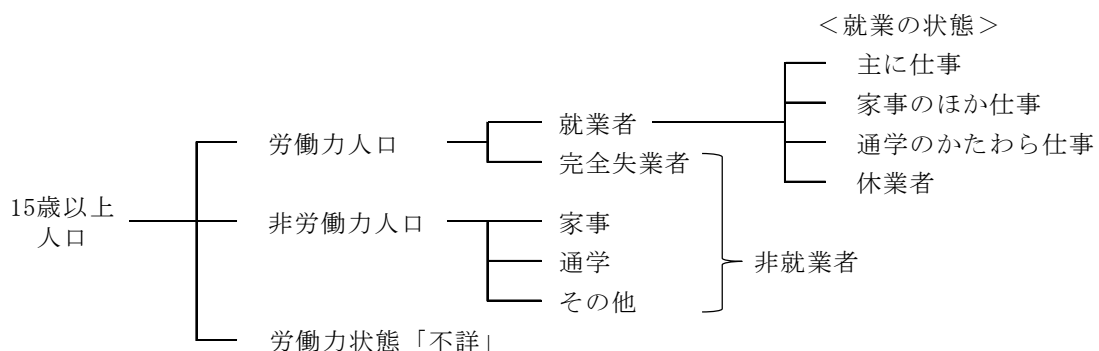 ＜就業の状態＞
主に仕事
家事のほか仕事
通学のかたわら仕事
休業者
就業者
完全失業者
労働力人口
15歳以上
人口
非労働力人口
家事
通学
その他
非就業者
労働力状態「不詳」